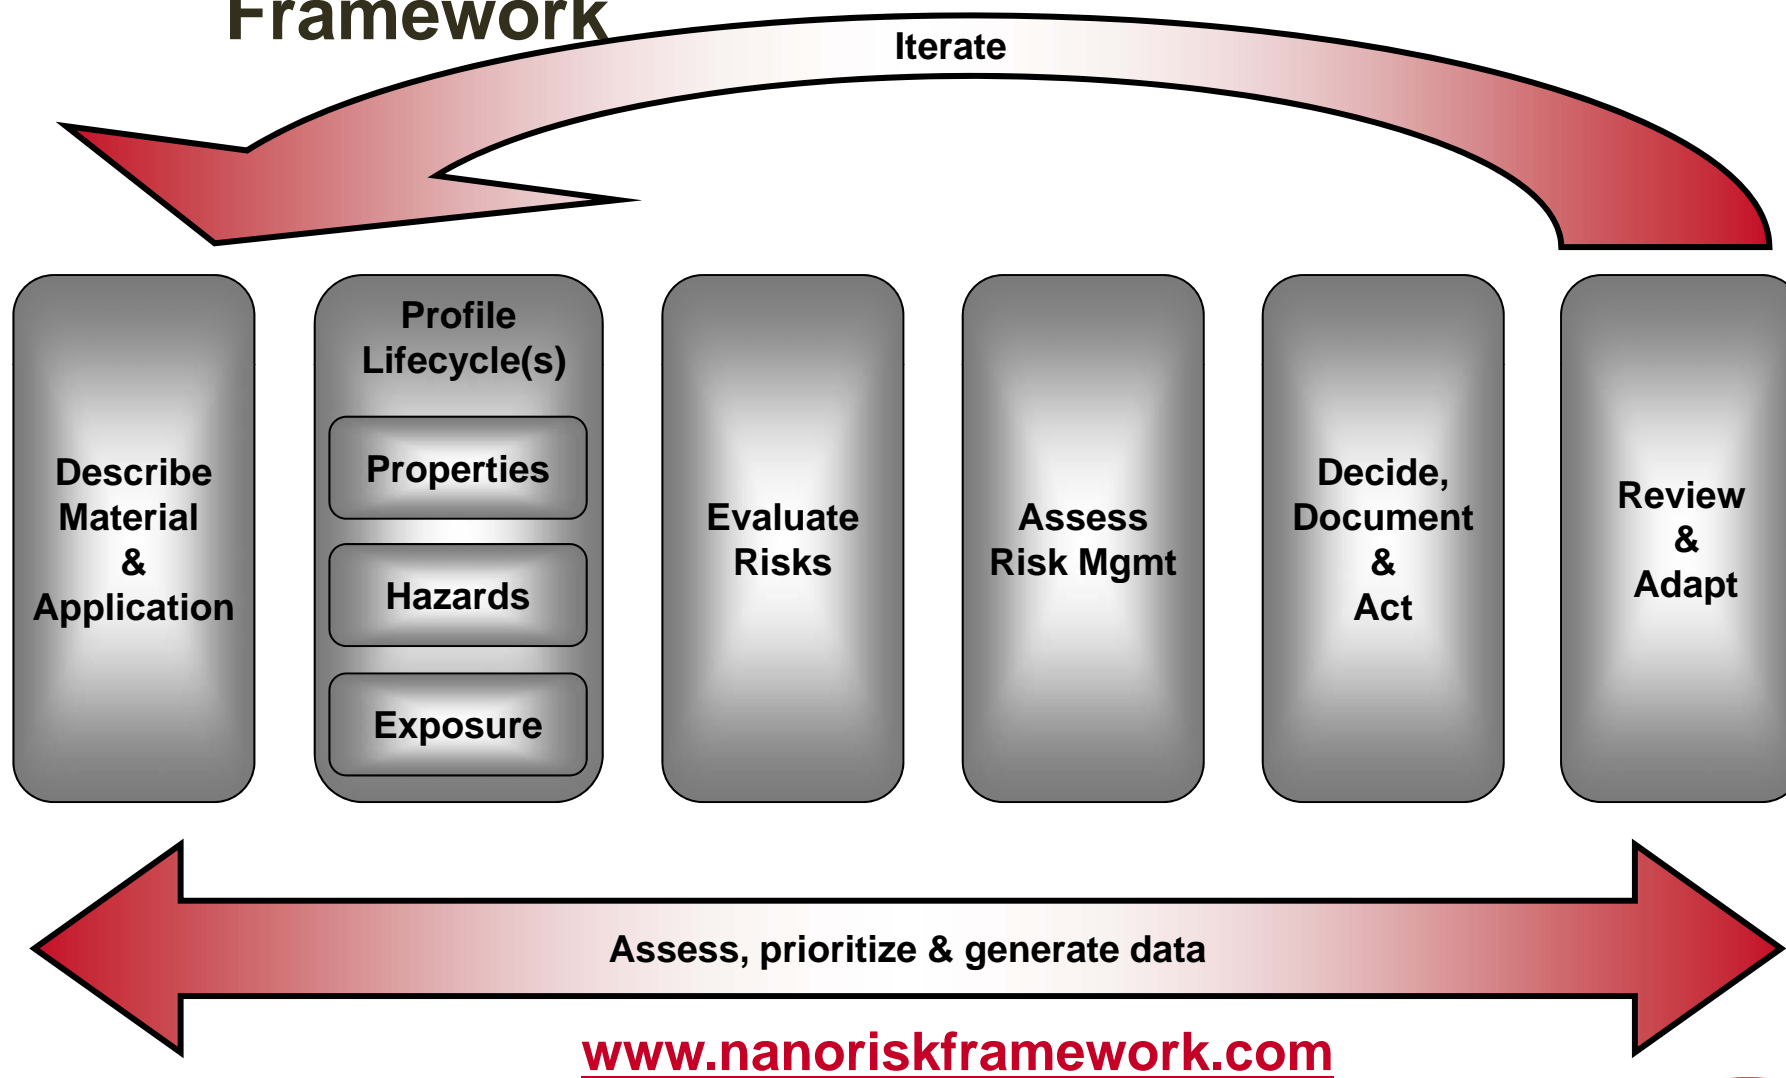 Framework
Iterate
Describe
Material
&
Application
Profile
Lifecycle(s)
Properties
Hazards
Exposure
Evaluate
Risks
Assess
Risk Mgmt
Decide,
Document
&
Act
Review
&
Adapt
Assess, prioritize & generate data
www.nanoriskframework.com